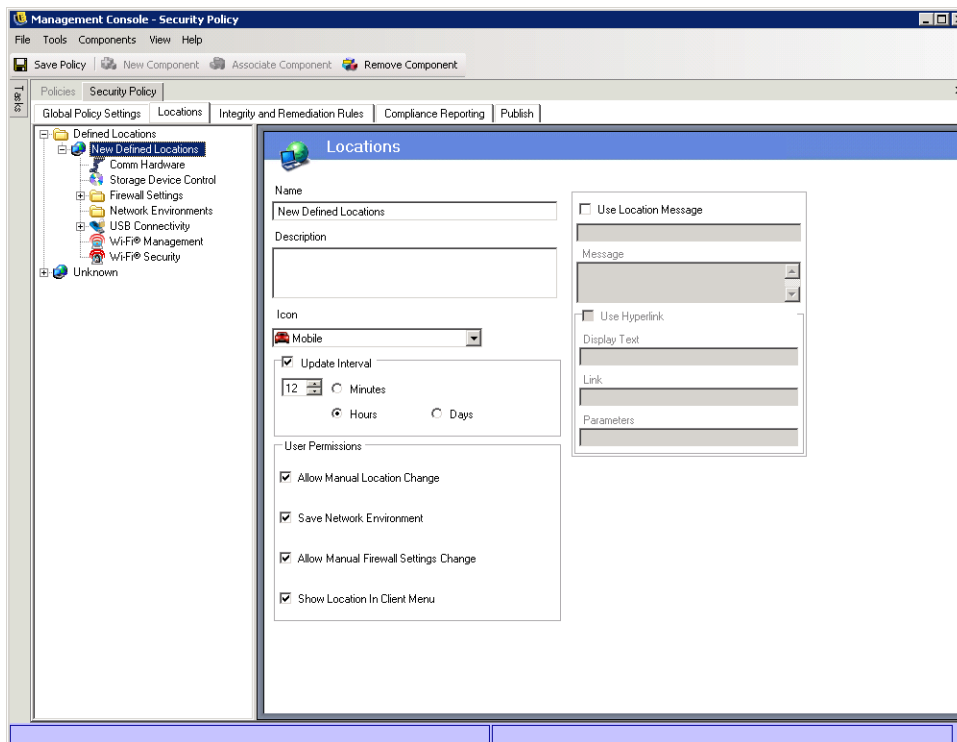 Management Console - Security Policy
File Tools Components View Help
Save Policy New Component Associate Component Remove Component
Tasks
Policies Security Policy
Global Policy Settings Locations Integrity and Remediation Rules Compliance Reporting Publish
Defined Locations
New Defined Locations
Comm Hardware
Storage Device Control
Firewall Settings
Network Environments
USB Connectivity
Wi-Fi® Management
Wi-Fi® Security
Unknown
Locations
Name
New Defined Locations
Description
Icon
Mobile
Update Interval
12 Minutes
Hours Days
User Permissions
Allow Manual Location Change
Save Network Environment
Allow Manual Firewall Settings Change
Show Location In Client Menu
Use Location Message
Message
Use Hyperlink
Display Text
Link
Parameters